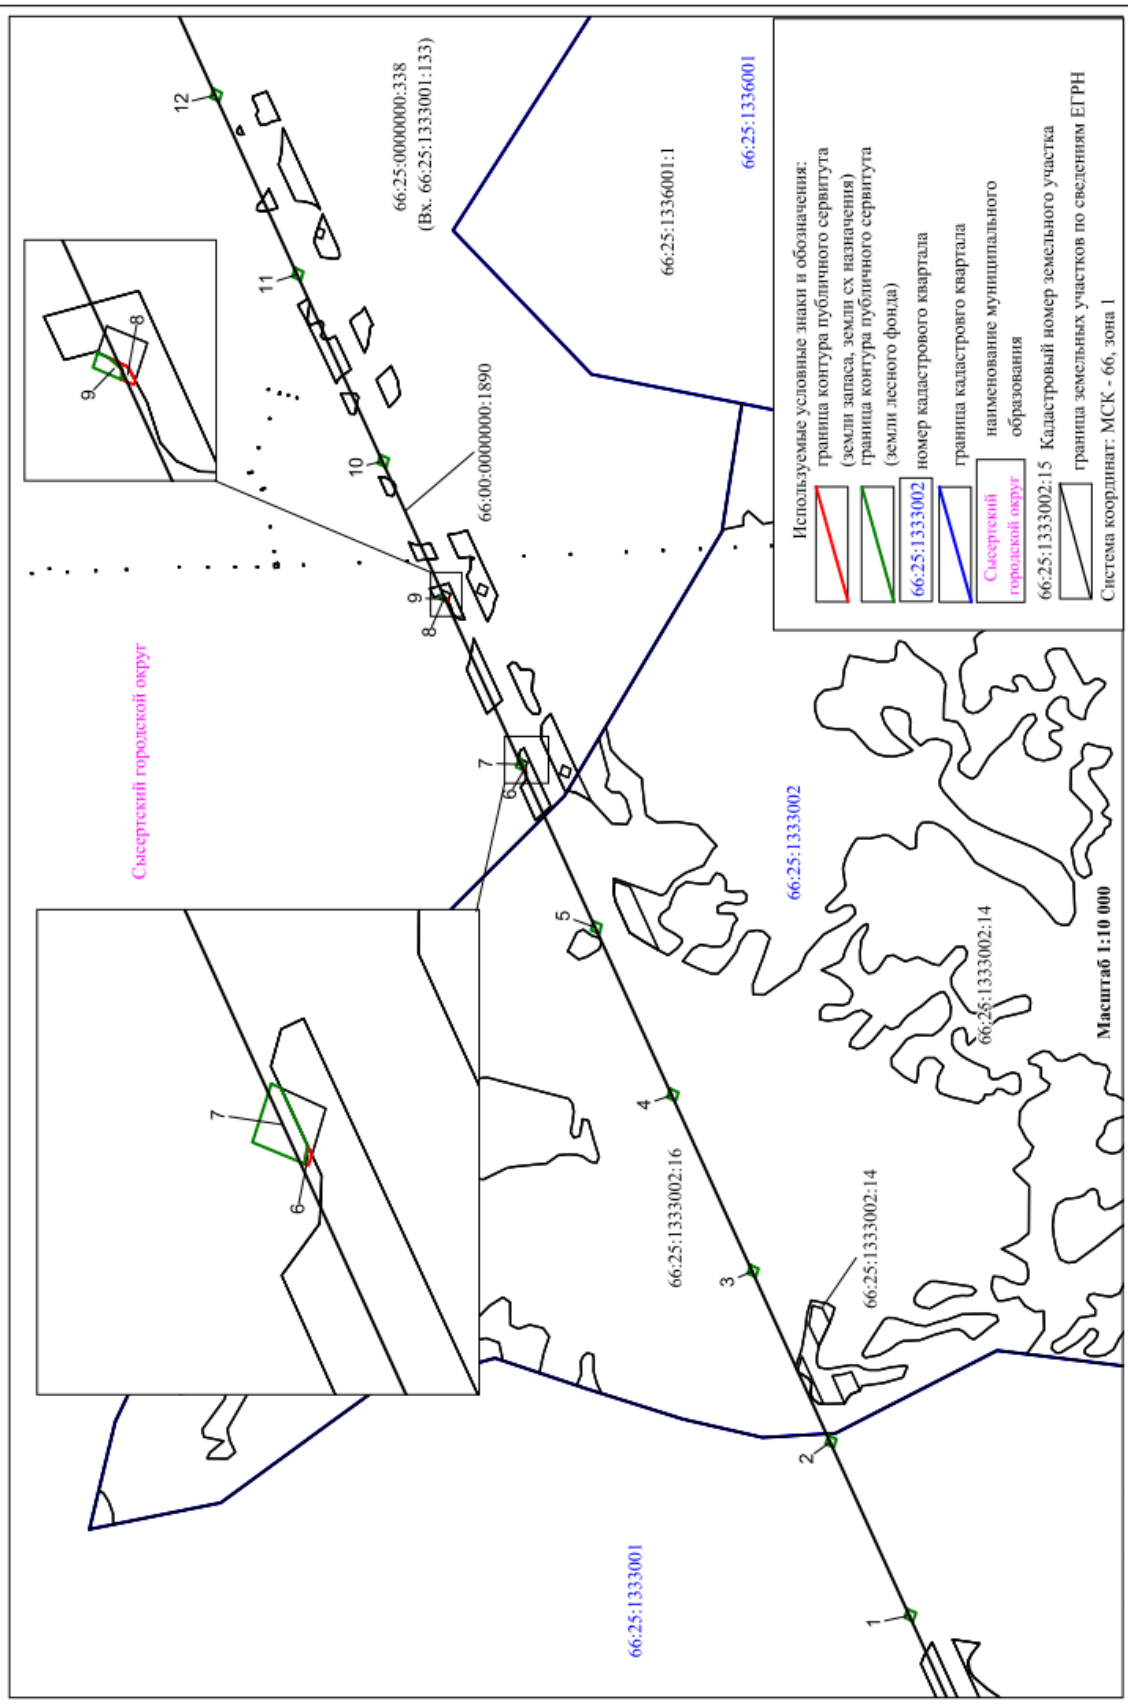 Сысертский городской округ
66:25:0000000:338
(Вх. 66:25:1333001:133)
66:25:1336001
66:25:1336001:1
66:00:0000000:1890
66:25:1333002
66:25:1333002:16
66:25:1333002:14
66:25:1333002:14
66:25:1333001
1
2
3
4
5
6
7
8
9
10
11
12
7
6
9
8
Масштаб 1:10 000
Используемые условные знаки и обозначения:
граница контура публичного сервитута
(земли запаса, земли сх назначения)
граница контура публичного сервитута
(земли лесного фонда)
66:25:1333002 номер кадастрового квартала
граница кадастрвго квартала
Сысертский
городской округ
наименование муниципального
образования
66:25:1333002:15 Кадастровый номер земельного участка
граница земельных участков по сведениям ЕГРН
Система координат: МСК - 66, зона 1